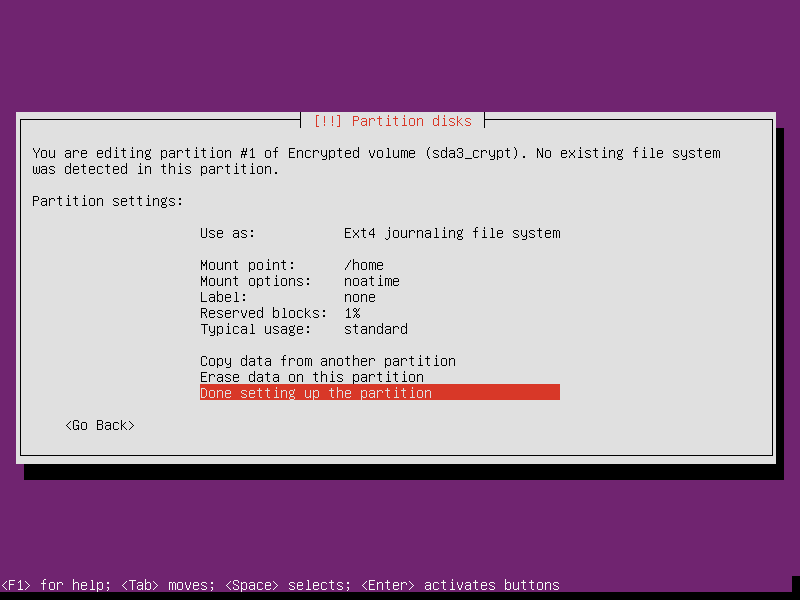 [!!] Partition disks
You are editing partition #1 of Encrypted volume (sda3_crypt). No existing file system
was detected in this partition.
Partition settings:
Use as: Ext4 journaling file system
Mount point: /home
Mount options: noatime
Label: none
Reserved blocks: 1%
Typical usage: standard
Copy data from another partition
Erase data on this partition
Done setting up the partition
<Go Back>
<F1> for help; <Tab> moves; <Space> selects; <Enter> activates buttons